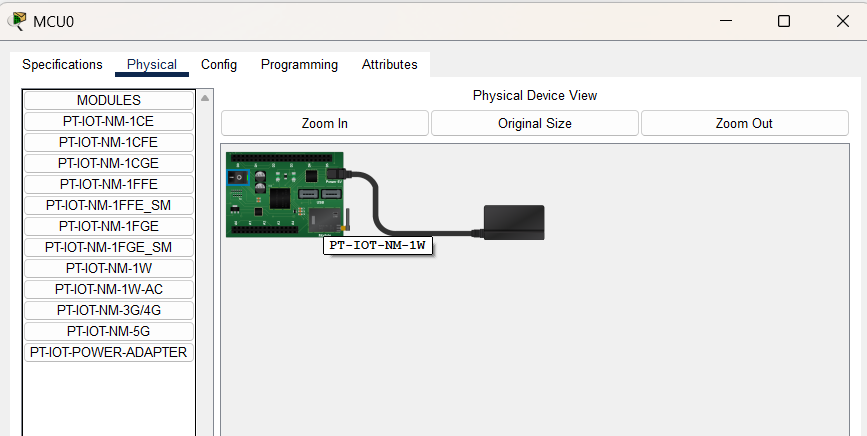 MCU0
Specifications Physical Config Programming Attributes
MODULES
PT-IOT-NM-1CE
PT-IOT-NM-1CFE
PT-IOT-NM-1CGE
PT-IOT-NM-1FFE
PT-IOT-NM-1FFE_SM
PT-IOT-NM-1FGE
PT-IOT-NM-1FGE_SM
PT-IOT-NM-1W
PT-IOT-NM-1W-AC
PT-IOT-NM-3G/4G
PT-IOT-NM-5G
PT-IOT-POWER-ADAPTER
Physical Device View
Zoom In Original Size Zoom Out
USB
PT-IOT-NM-1W